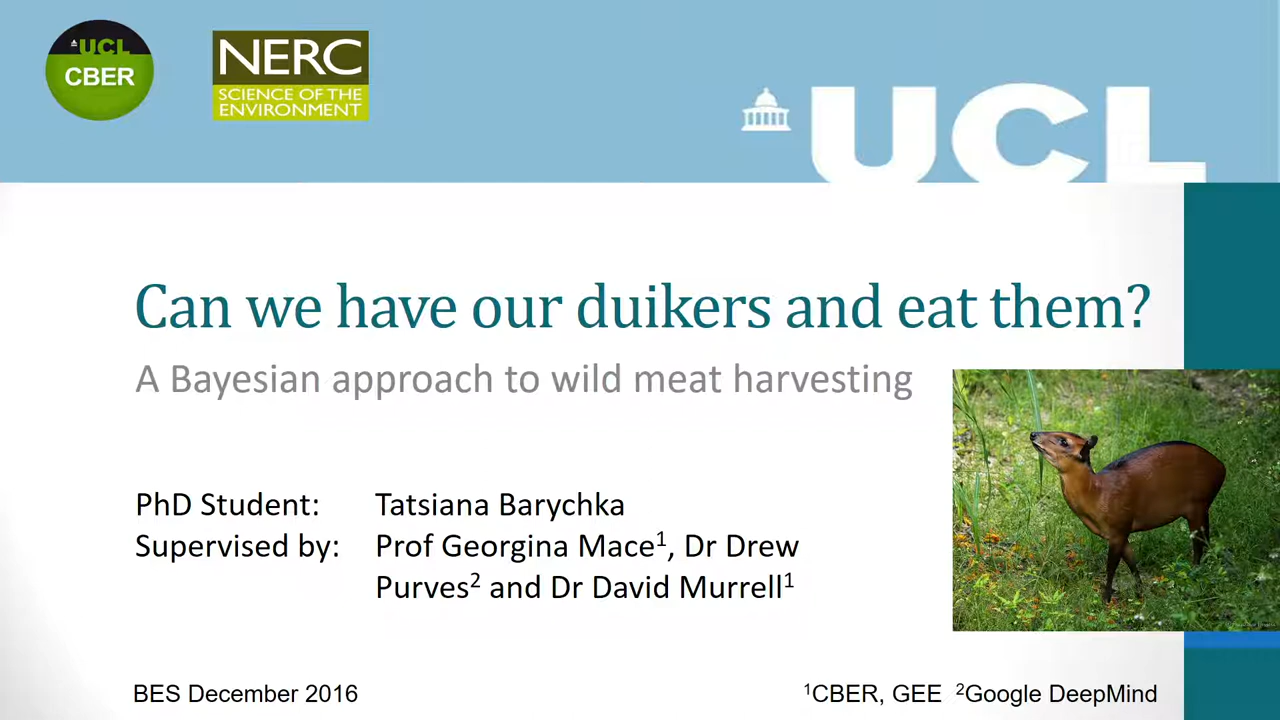 UCL
CBER
NERC
SCIENCE OF THE
ENVIRONMENT
UCL
Can we have our duikers and eat them?
A Bayesian approach to wild meat harvesting
PhD Student: Tatsiana Barychka
Supervised by: Prof Georgina Mace¹, Dr Drew
Purves² and Dr David Murrell¹
BES December 2016
¹CBER, GEE ²Google DeepMind